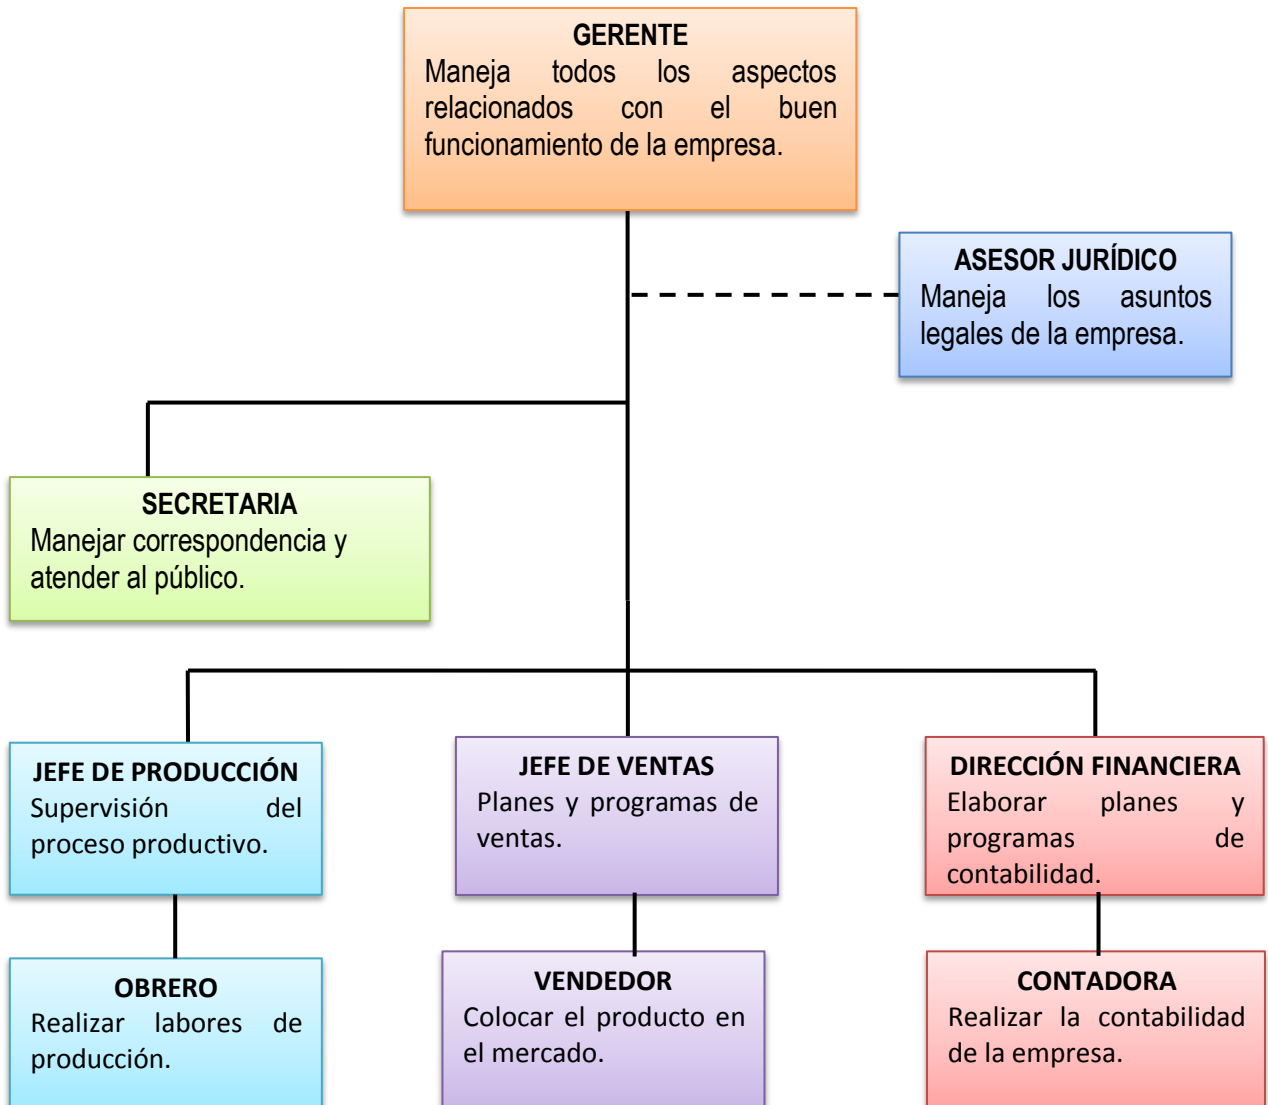 GERENTE
Maneja todos los aspectos
relacionados con el buen
funcionamiento de la empresa.
ASESOR JURÍDICO
Maneja los asuntos
legales de la empresa.
SECRETARIA
Manejar correspondencia y
atender al público.
JEFE DE PRODUCCIÓN
Supervisión del
proceso productivo.
JEFE DE VENTAS
Planes y programas de
ventas.
DIRECCIÓN FINANCIERA
Elaborar planes y
programas de
contabilidad.
OBRERO
Realizar labores de
producción.
VENDEDOR
Colocar el producto en
el mercado.
CONTADORA
Realizar la contabilidad
de la empresa.